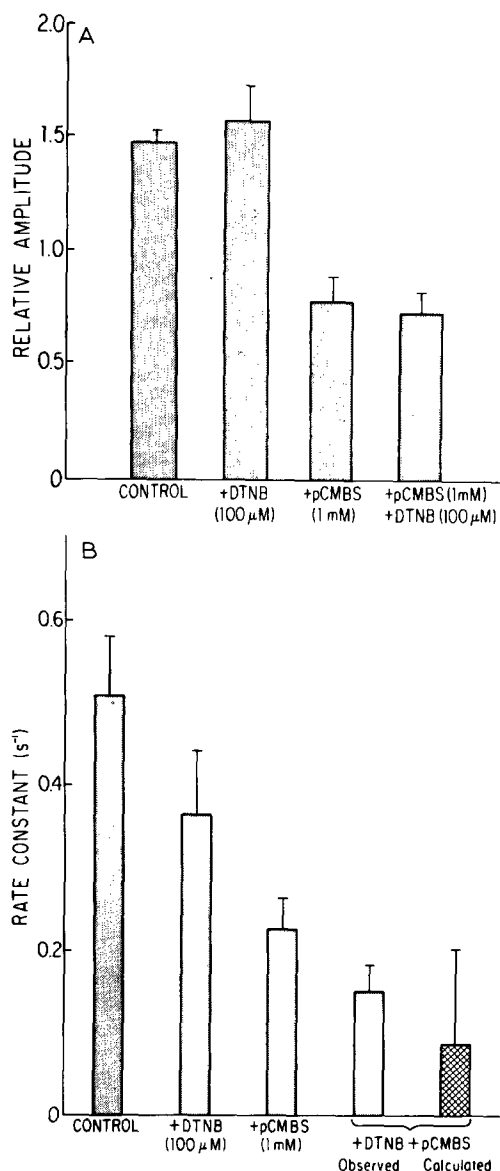 A
2.0
1.5
1.0
0.5
0
RELATIVE AMPLITUDE
CONTROL
+DTNB
(100 µM)
+pCMBS
(1 mM)
+pCMBS (1mM)
+DTNB (100 µM)
B
0.6
0.4
0.2
0
RATE CONSTANT (s⁻¹)
CONTROL
+DTNB
(100 µM)
+pCMBS
(1 mM)
+DTNB +pCMBS
Observed Calculated